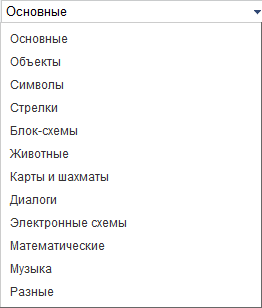 Основные
Основные
Объекты
Символы
Стрелки
Блок-схемы
Животные
Карты и шахматы
Диалоги
Электронные схемы
Математические
Музыка
Разные